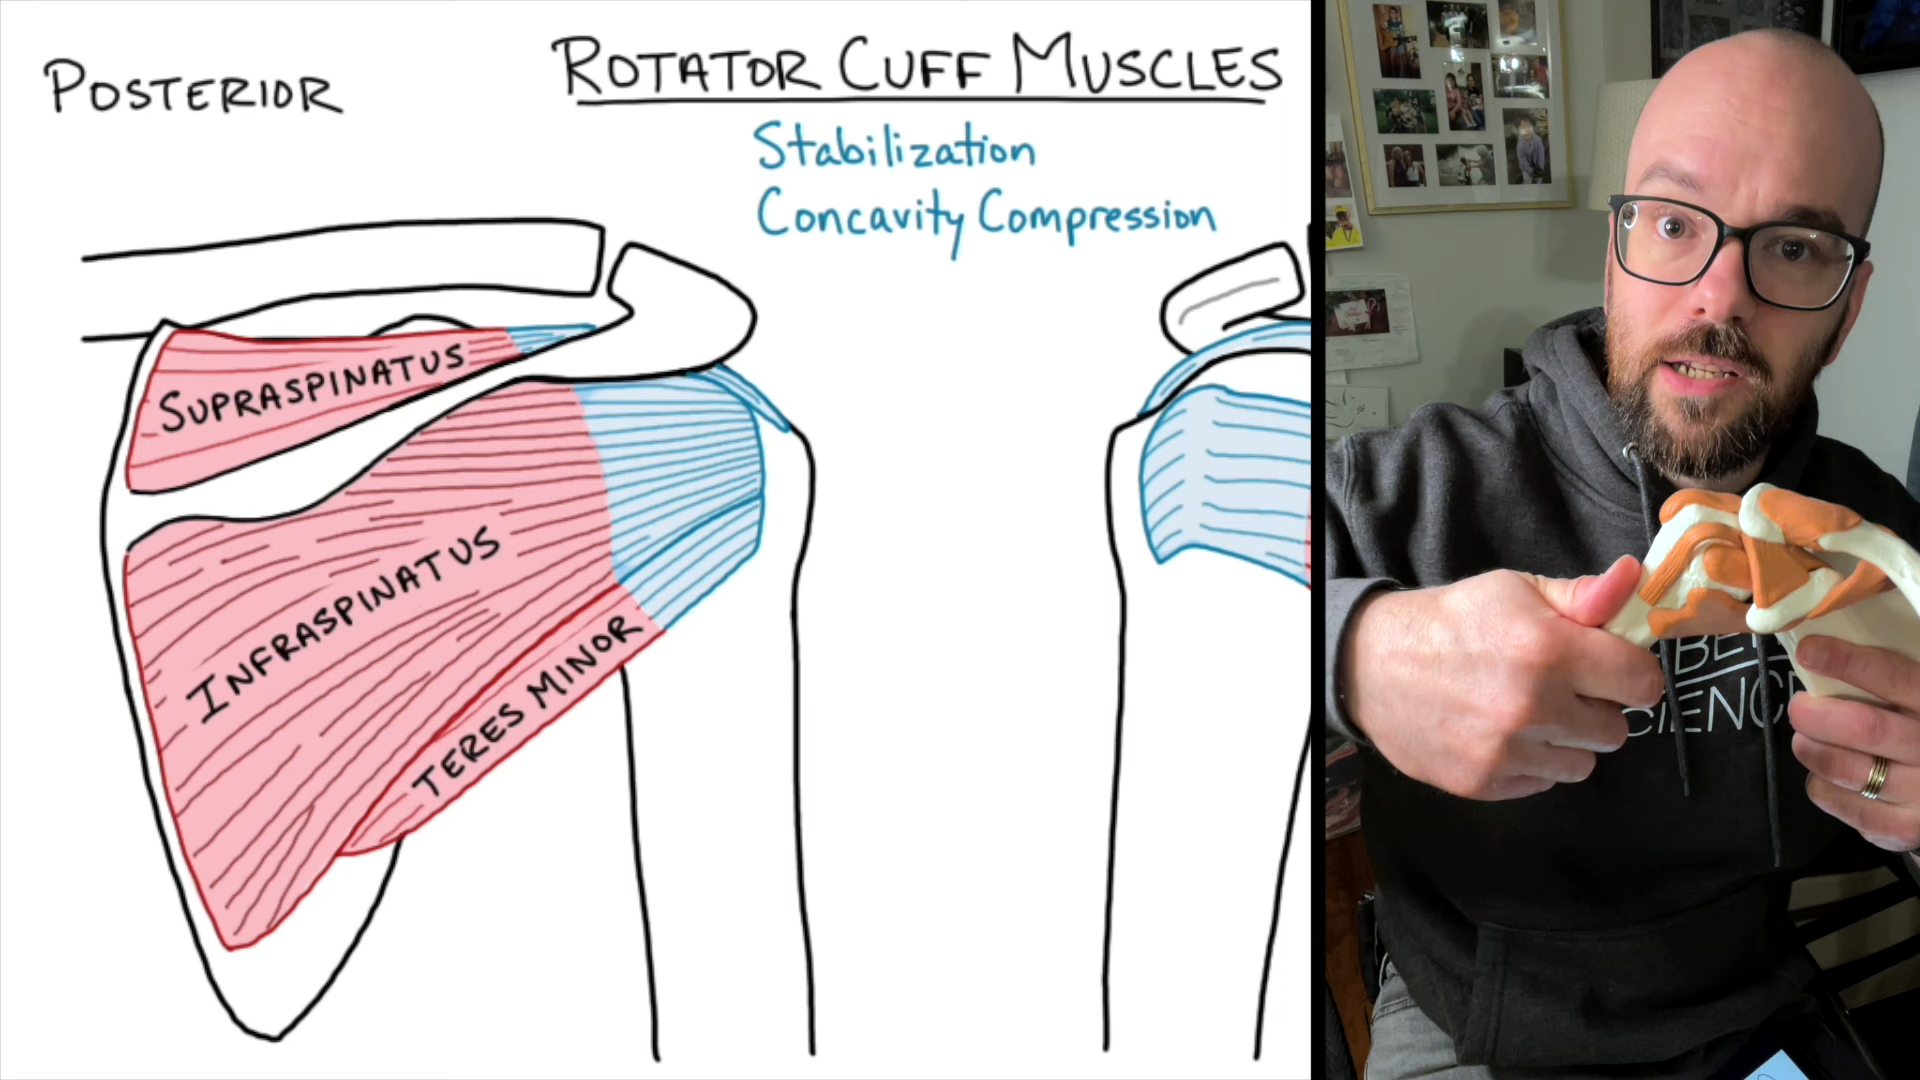 POSTERIOR
ROTATOR CUFF MUSCLES
Stabilization
Concavity Compression
SUPRASPINATUS
INFRASPINATUS
TERES MINOR